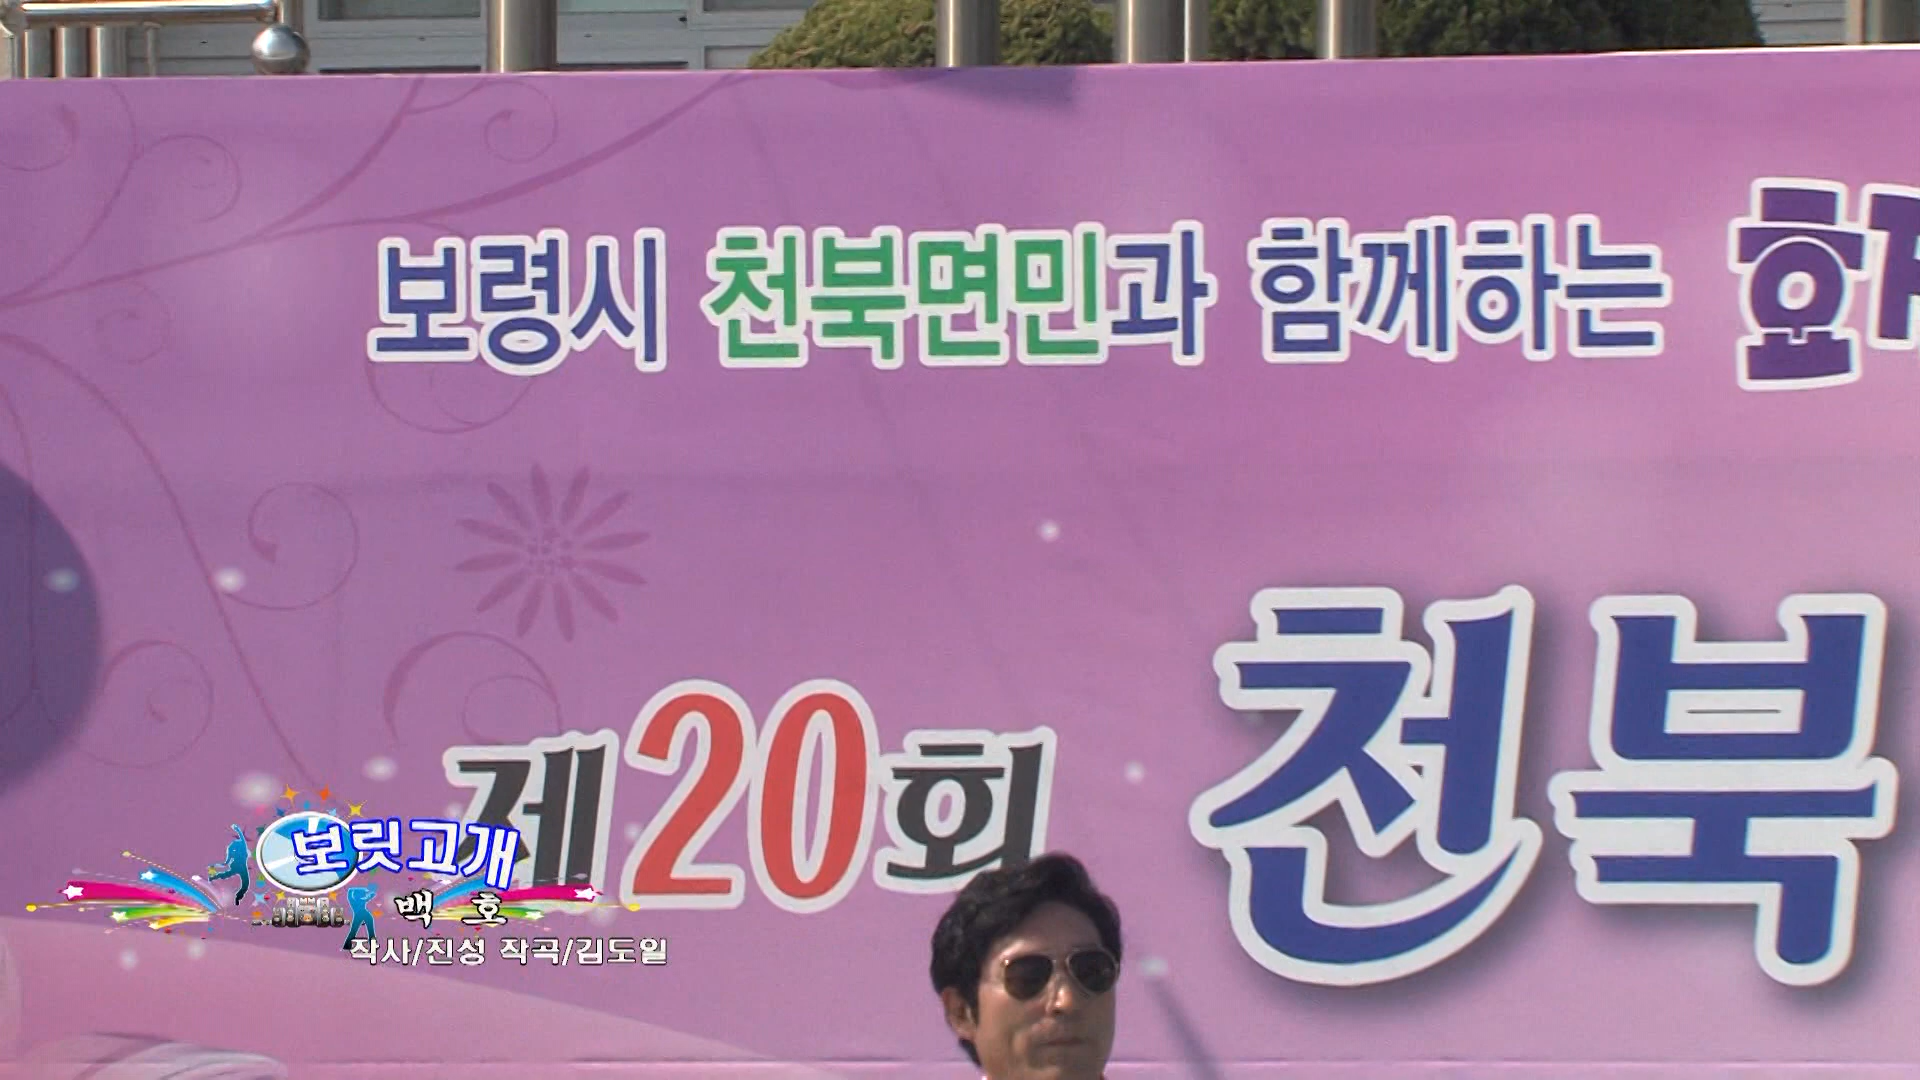 보령시 천북면민과 함께하는
제20회 천북
보릿고개
백 호
작사/진성 작곡/김도일